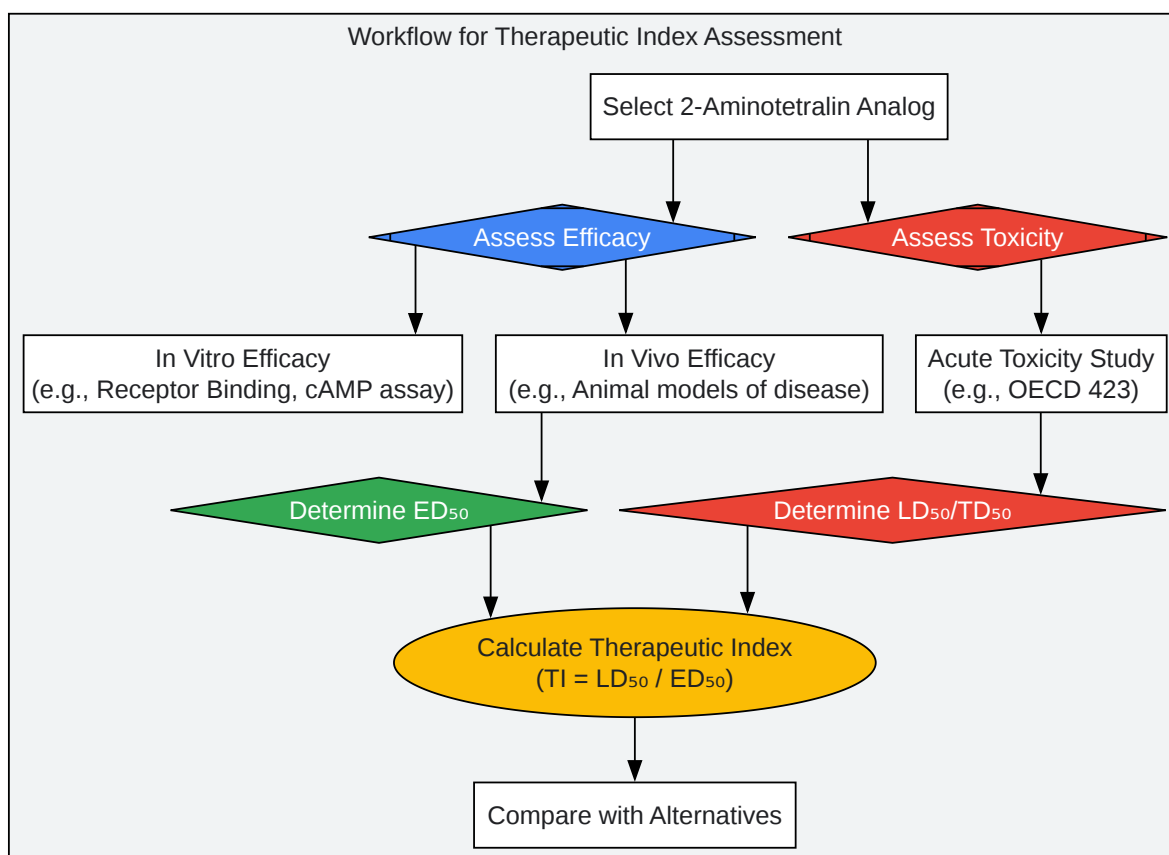 Workflow for Therapeutic Index Assessment
Select 2-Aminotetralin Analog
Assess Efficacy
Assess Toxicity
In Vitro Efficacy
(e.g., Receptor Binding, cAMP assay)
In Vivo Efficacy
(e.g., Animal models of disease)
Acute Toxicity Study
(e.g., OECD 423)
Determine ED₅₀
Determine LD₅₀/TD₅₀
Calculate Therapeutic Index
(TI = LD₅₀ / ED₅₀)
Compare with Alternatives